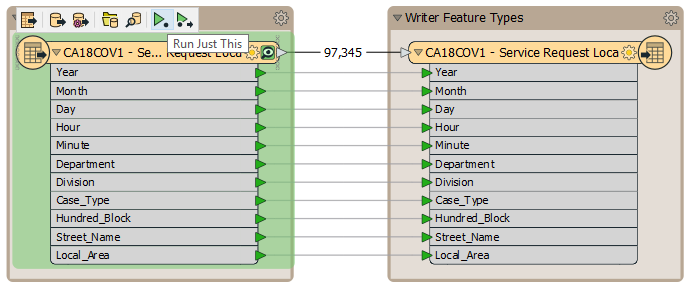 Writer Feature Types
Run Just This
CA18COV1 - Se... Request Loca
97,345
CA18COV1 - Service Request Loca
Year
Month
Day
Hour
Minute
Department
Division
Case_Type
Hundred_Block
Street_Name
Local_Area
Year
Month
Day
Hour
Minute
Department
Division
Case_Type
Hundred_Block
Street_Name
Local_Area